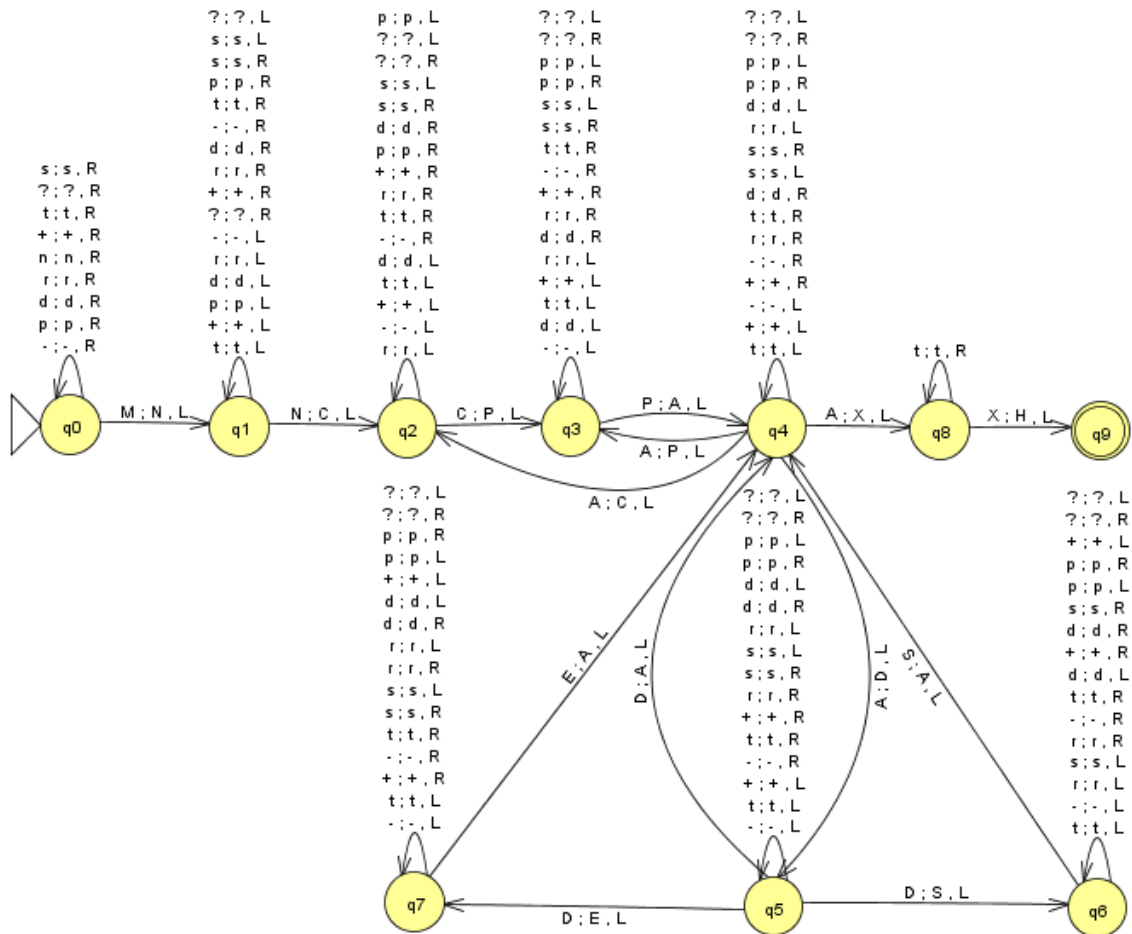 s ; s , R
? ; ? , R
t ; t , R
+ ; + , R
n ; n , R
r ; r , R
d ; d , R
p ; p , R
- ; - , R
q0
M ; N , L
? ; ? , L
s ; s , L
s ; s , R
p ; p , R
t ; t , R
- ; - , R
d ; d , R
r ; r , R
+ ; + , R
? ; ? , R
- ; - , L
r ; r , L
d ; d , L
p ; p , L
+ ; + , L
t ; t , L
q1
N ; C , L
p ; p , L
? ; ? , L
? ; ? , R
s ; s , L
s ; s , R
d ; d , R
p ; p , R
+ ; + , R
r ; r , R
t ; t , R
- ; - , R
d ; d , L
t ; t , L
+ ; + , L
- ; - , L
r ; r , L
q2
C ; P , L
? ; ? , L
? ; ? , R
p ; p , L
p ; p , R
s ; s , L
s ; s , R
t ; t , R
- ; - , R
+ ; + , R
r ; r , R
d ; d , R
r ; r , L
+ ; + , L
t ; t , L
d ; d , L
- ; - , L
q3
P ; A , L
A ; P , L
A ; C , L
? ; ? , L
? ; ? , R
p ; p , L
p ; p , R
d ; d , L
r ; r , L
s ; s , R
s ; s , L
d ; d , R
t ; t , R
r ; r , R
- ; - , R
+ ; + , R
- ; - , L
+ ; + , L
t ; t , L
q4
A ; X , L
t ; t , R
q8
X ; H , L
q9
? ; ? , L
? ; ? , R
p ; p , R
p ; p , L
+ ; + , L
d ; d , L
d ; d , R
r ; r , L
r ; r , R
s ; s , L
s ; s , R
t ; t , R
- ; - , R
+ ; + , R
t ; t , L
- ; - , L
q7
E ; A , L
D ; A , L
? ; ? , L
? ; ? , R
p ; p , L
p ; p , R
d ; d , L
d ; d , R
r ; r , L
s ; s , L
s ; s , R
r ; r , R
+ ; + , R
t ; t , R
- ; - , R
+ ; + , L
t ; t , L
- ; - , L
q5
A ; D , L
S ; A , L
D ; E , L
D ; S , L
? ; ? , L
? ; ? , R
+ ; + , L
p ; p , R
p ; p , L
s ; s , R
d ; d , R
+ ; + , R
d ; d , L
t ; t , R
- ; - , R
r ; r , R
s ; s , L
r ; r , L
- ; - , L
t ; t , L
q6